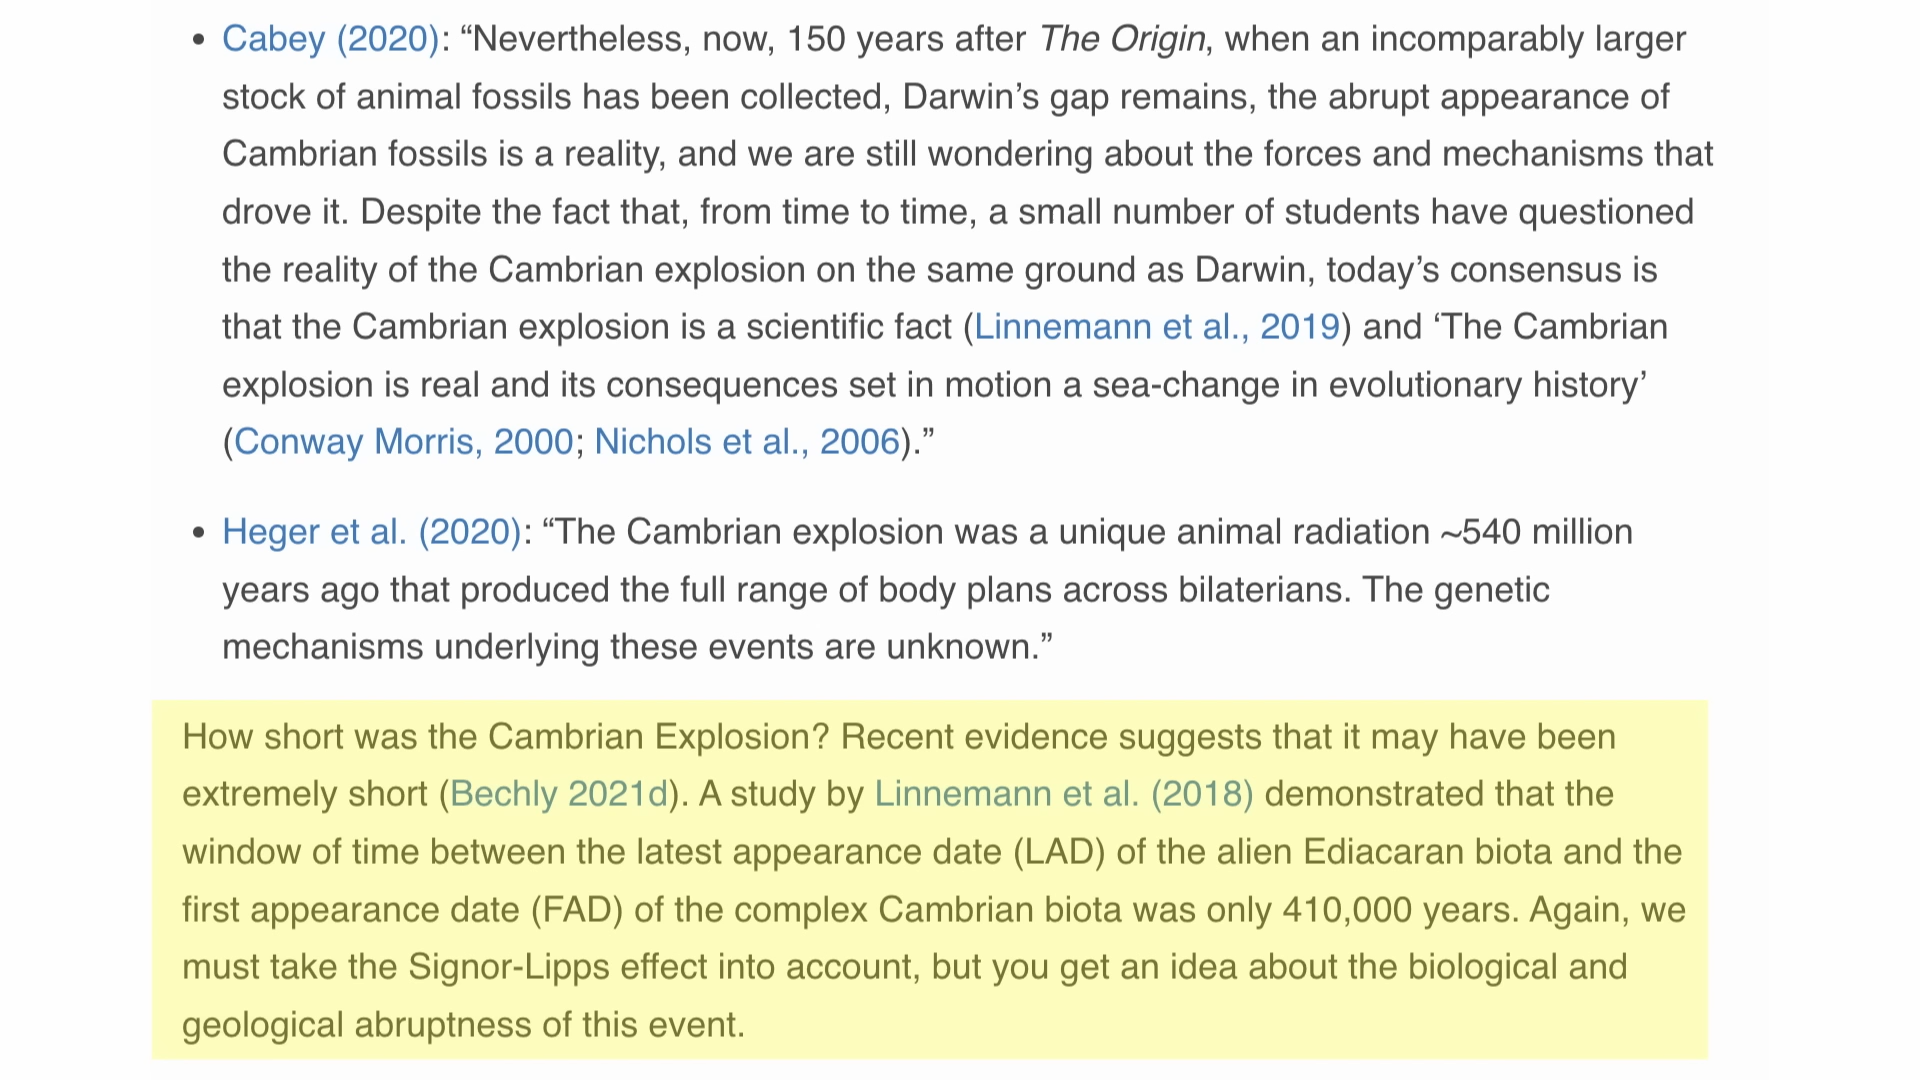 • Cabey (2020): “Nevertheless, now, 150 years after The Origin, when an incomparably larger
stock of animal fossils has been collected, Darwin’s gap remains, the abrupt appearance of
Cambrian fossils is a reality, and we are still wondering about the forces and mechanisms that
drove it. Despite the fact that, from time to time, a small number of students have questioned
the reality of the Cambrian explosion on the same ground as Darwin, today’s consensus is
that the Cambrian explosion is a scientific fact (Linnemann et al., 2019) and ‘The Cambrian
explosion is real and its consequences set in motion a sea-change in evolutionary history’
(Conway Morris, 2000; Nichols et al., 2006).”
• Heger et al. (2020): “The Cambrian explosion was a unique animal radiation ~540 million
years ago that produced the full range of body plans across bilaterians. The genetic
mechanisms underlying these events are unknown.”
How short was the Cambrian Explosion? Recent evidence suggests that it may have been
extremely short (Bechly 2021d). A study by Linnemann et al. (2018) demonstrated that the
window of time between the latest appearance date (LAD) of the alien Ediacaran biota and the
first appearance date (FAD) of the complex Cambrian biota was only 410,000 years. Again, we
must take the Signor-Lipps effect into account, but you get an idea about the biological and
geological abruptness of this event.